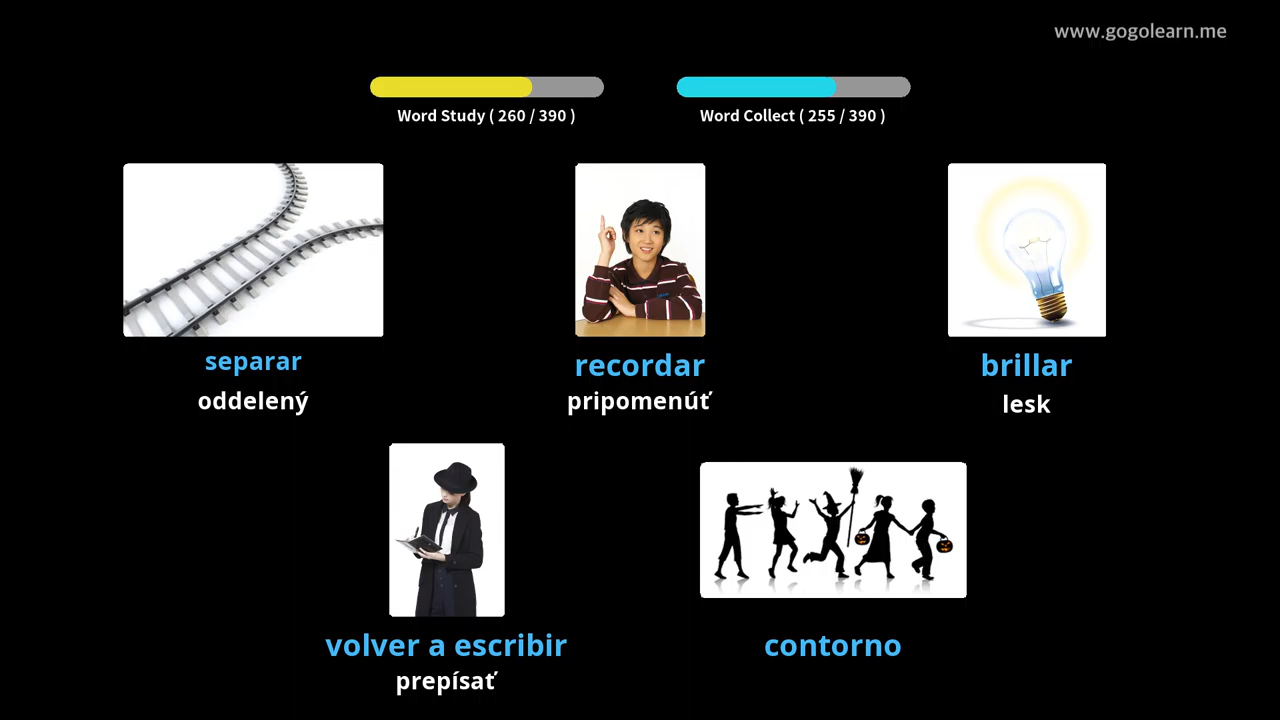 www.gogolearn.me
Word Study ( 260 / 390 )
Word Collect ( 255 / 390 )
separar
oddelený
recordar
pripomenúť
brillar
lesk
volver a escribir
prepísať
contorno